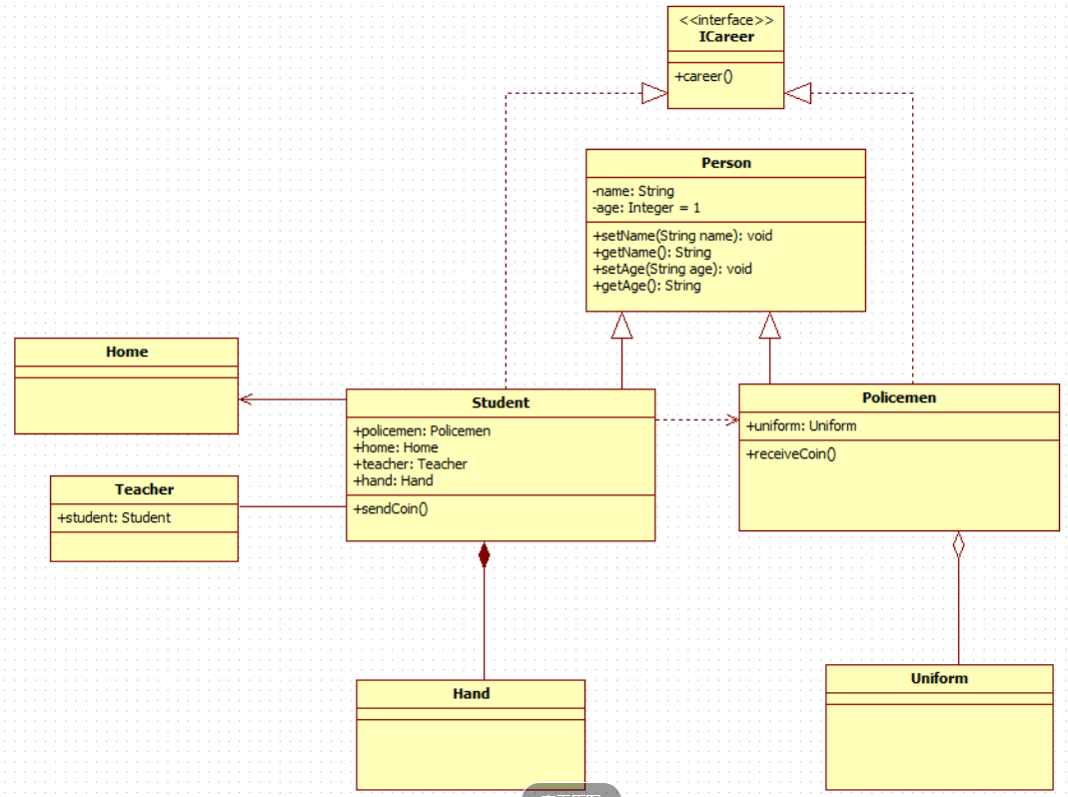 <<interface>>
ICareer
+career()
Person
-name: String
-age: Integer = 1
+setName(String name): void
+getName(): String
+setAge(String age): void
+getAge(): String
Home
Student
+policemen: Policemen
+home: Home
+teacher: Teacher
+hand: Hand
+sendCoin()
Policemen
+uniform: Uniform
+receiveCoin()
Teacher
+student: Student
Hand
Uniform